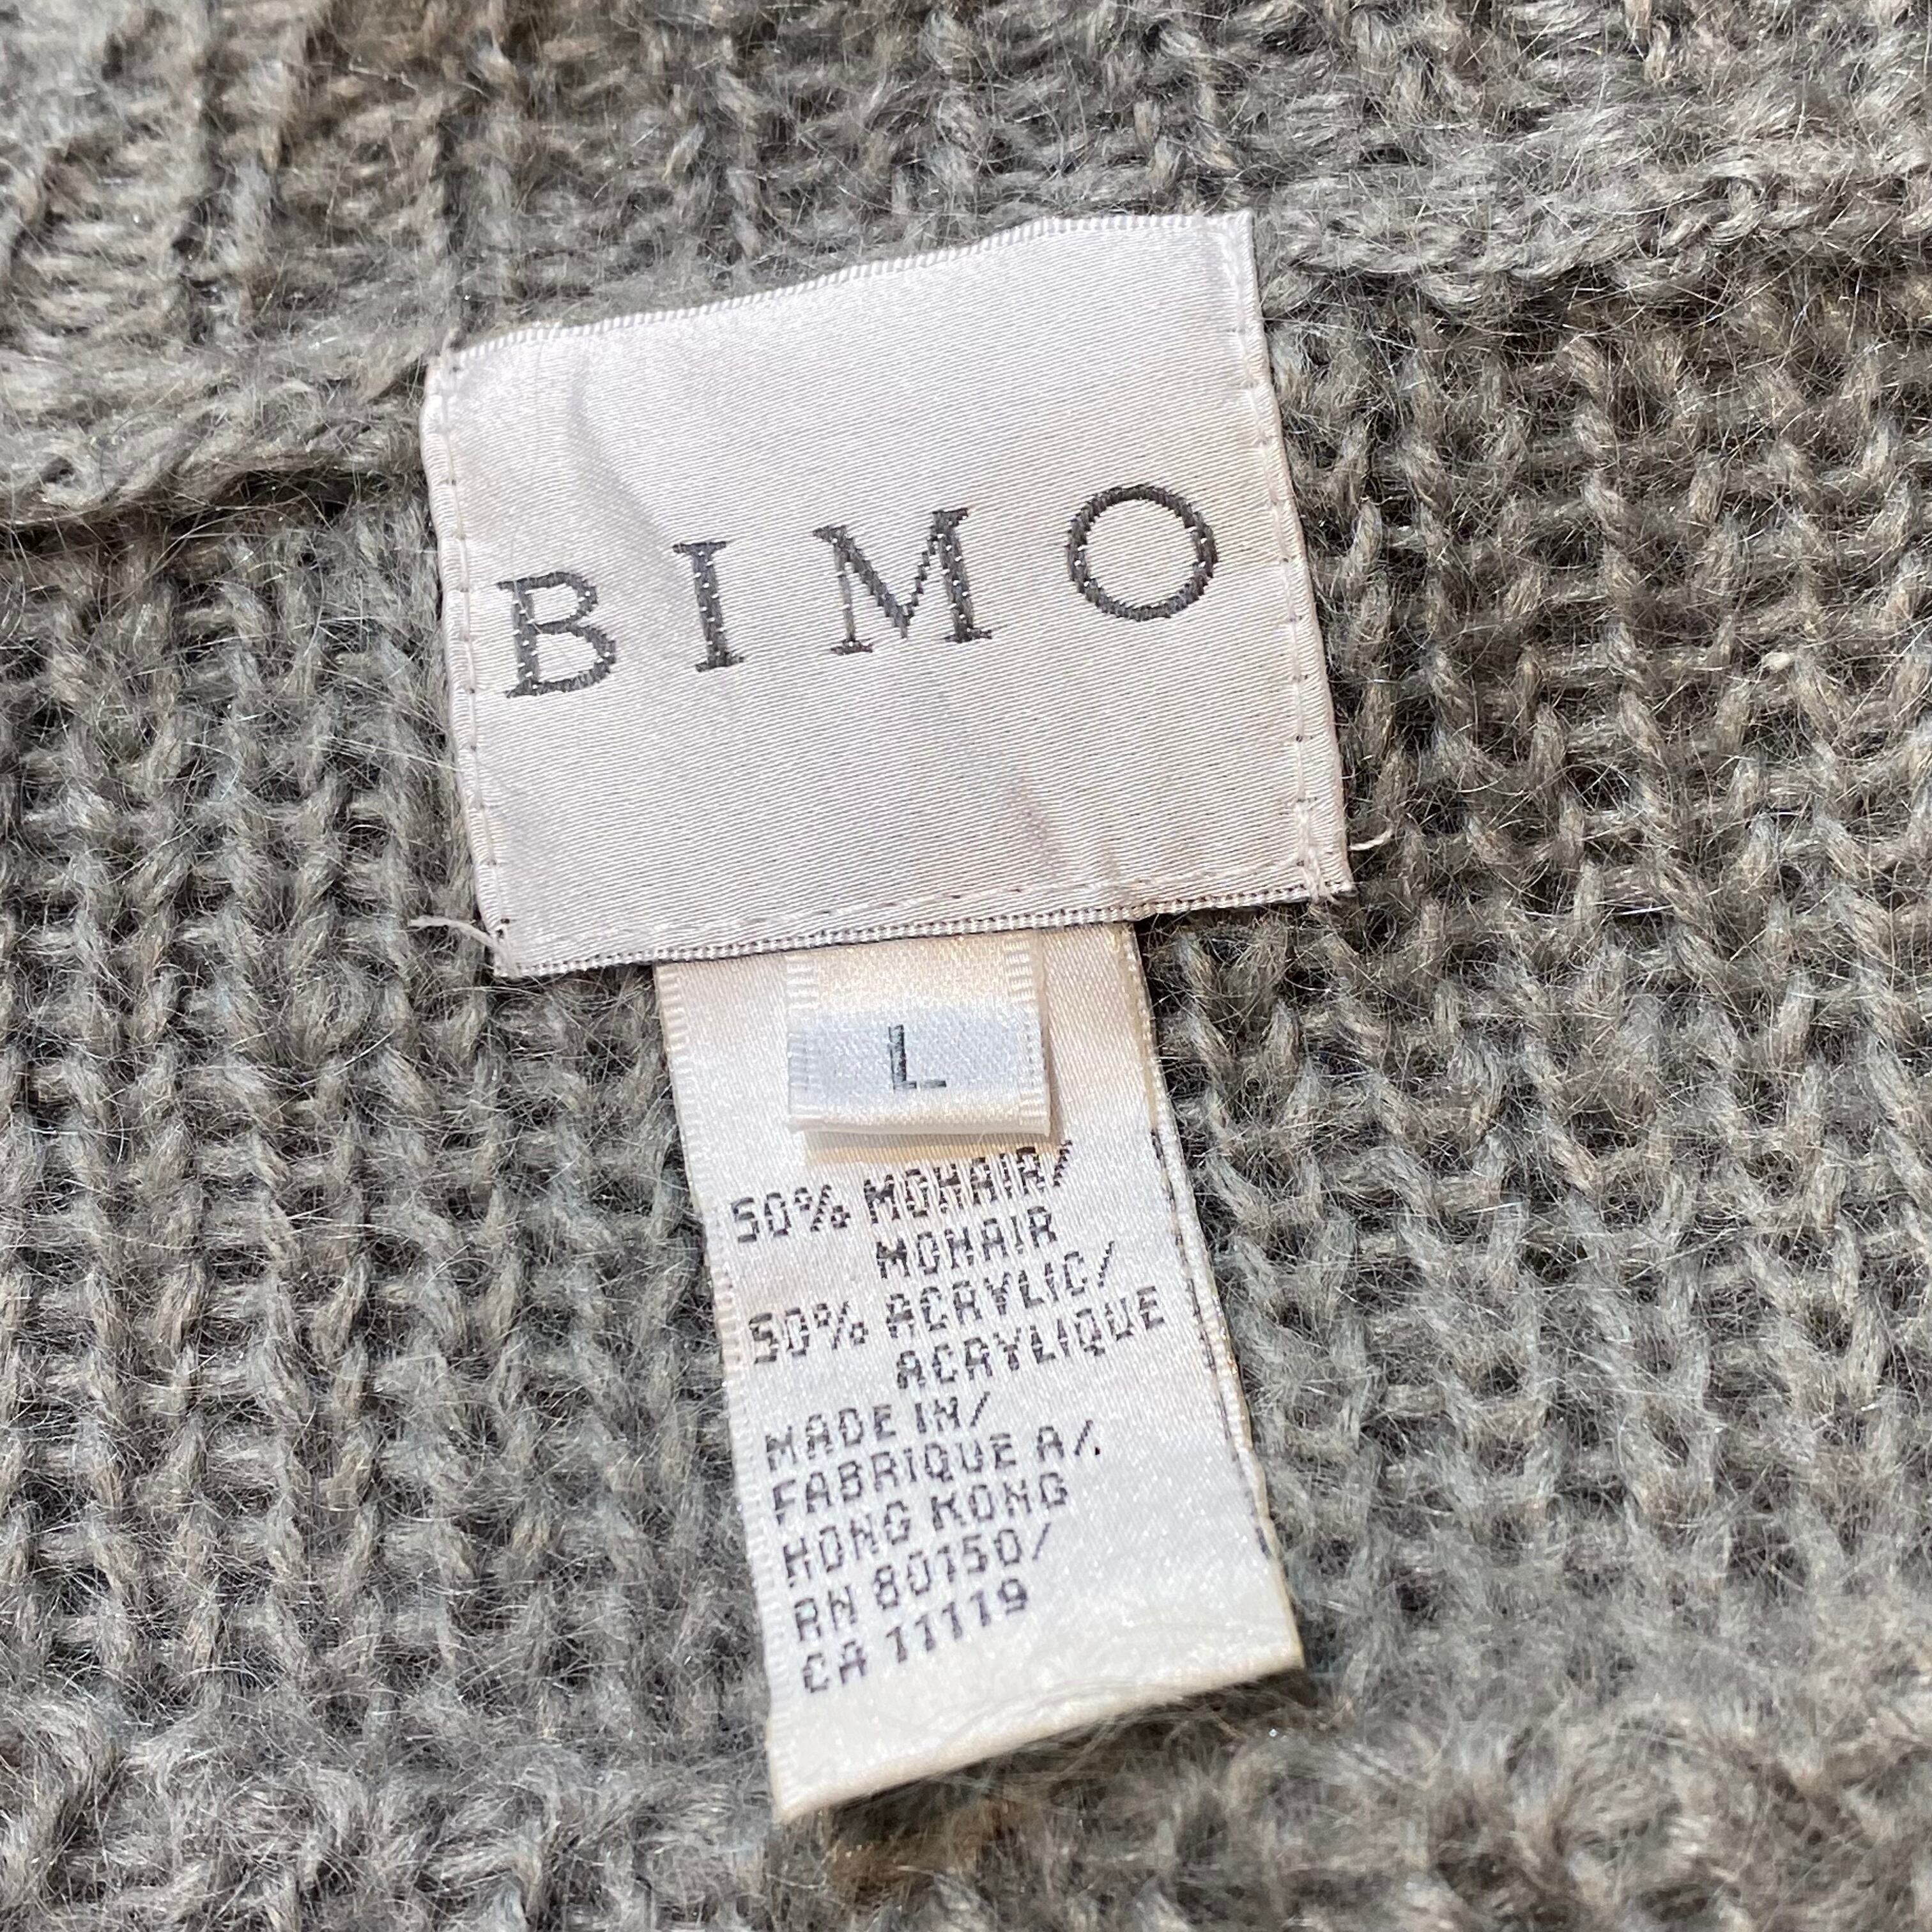 BIMO
L
50% MOHAIR/
MOHAIR
50% ACRYLIC/
ACRYLIQUE
MADE IN/
FABRIQUE A/.
HONG KONG
RN 80150/
CA 11119